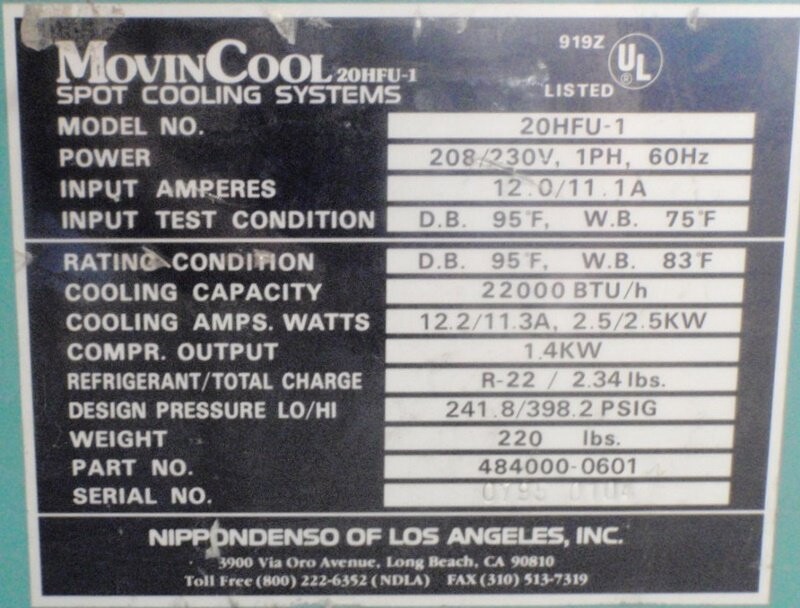 919Z
UL
®
MOVINCOOL 20HFU-1
SPOT COOLING SYSTEMS
LISTED
MODEL NO. 20HFU-1
POWER 208/230V, 1PH, 60Hz
INPUT AMPERES 12.0/11.1A
INPUT TEST CONDITION D.B. 95°F, W.B. 75°F
RATING CONDITION D.B. 95°F, W.B. 83°F
COOLING CAPACITY 22000 BTU/h
COOLING AMPS. WATTS 12.2/11.3A, 2.5/2.5KW
COMPR. OUTPUT 1.4KW
REFRIGERANT/TOTAL CHARGE R-22 / 2.34 lbs.
DESIGN PRESSURE LO/HI 241.8/398.2 PSIG
WEIGHT 220 lbs.
PART NO. 484000-0601
SERIAL NO.
NIPPONDENSO OF LOS ANGELES, INC.
3900 Via Oro Avenue, Long Beach, CA 90810
Toll Free (800) 222-6352 (NDLA) FAX (310) 513-7319